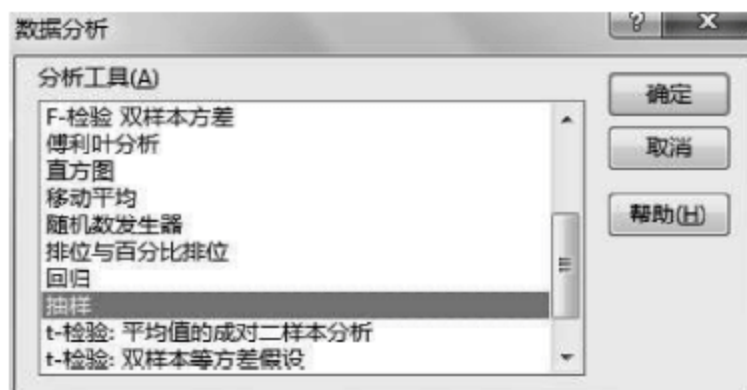 数据分析
?
x
分析工具(A)
确定
F-检验 双样本方差
傅利叶分析
取消
直方图
移动平均
随机数发生器
帮助(H)
排位与百分比排位
回归
抽样
t-检验: 平均值的成对二样本分析
t-检验: 双样本等方差假设